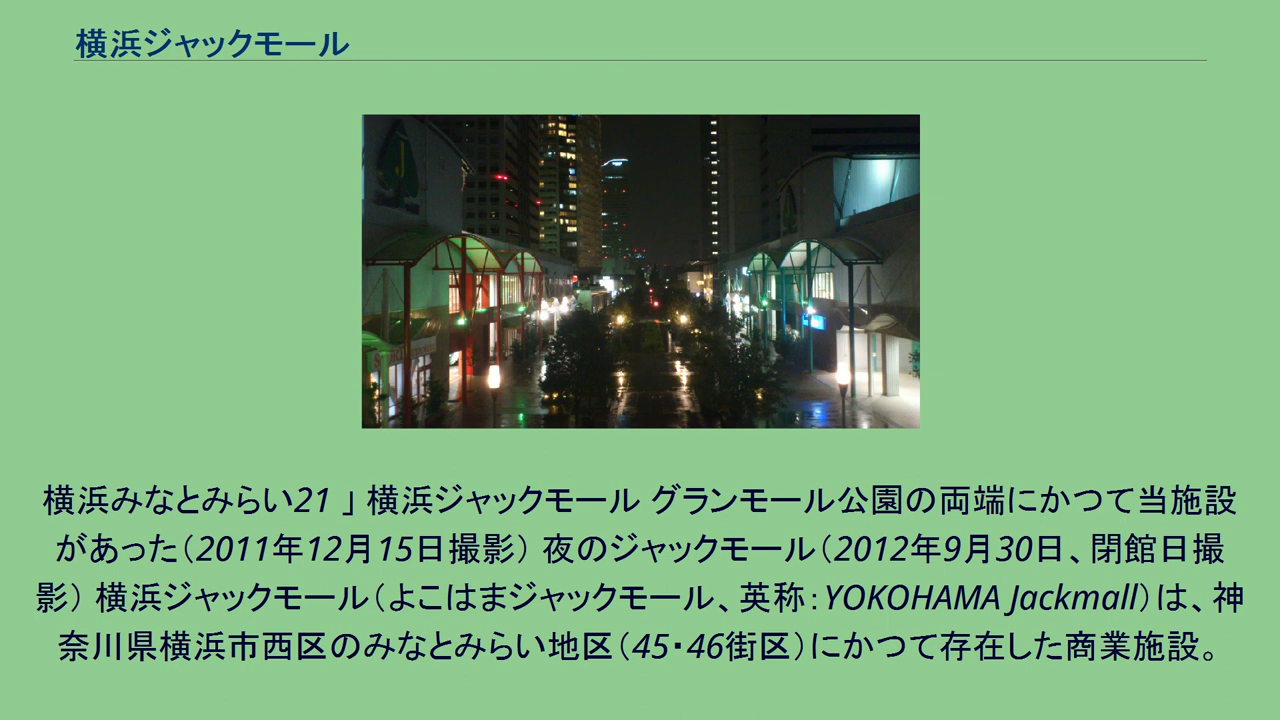 横浜ジャックモール
J
横浜みなとみらい21 」 横浜ジャックモール グランモール公園の両端にかつて当施設
があった（2011年12月15日撮影） 夜のジャックモール（2012年9月30日、閉館日撮
影） 横浜ジャックモール（よこはまジャックモール、英称：YOKOHAMA Jackmall）は、神
奈川県横浜市西区のみなとみらい地区（45・46街区）にかつて存在した商業施設。